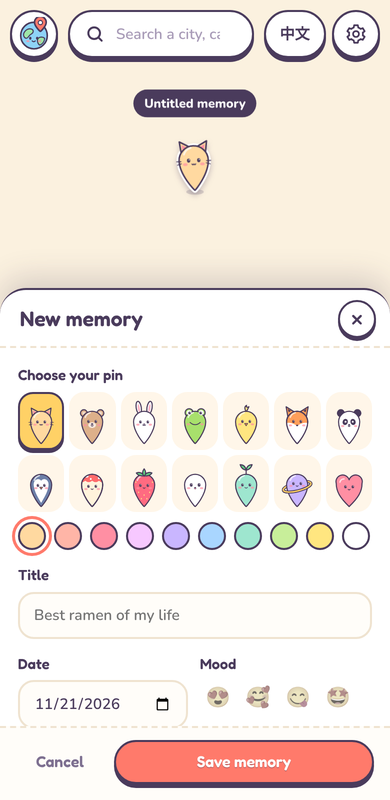 Search a city, ca
中文
Untitled memory
New memory
Choose your pin
Title
Best ramen of my life
Date
Mood
11/21/2026
Cancel
Save memory